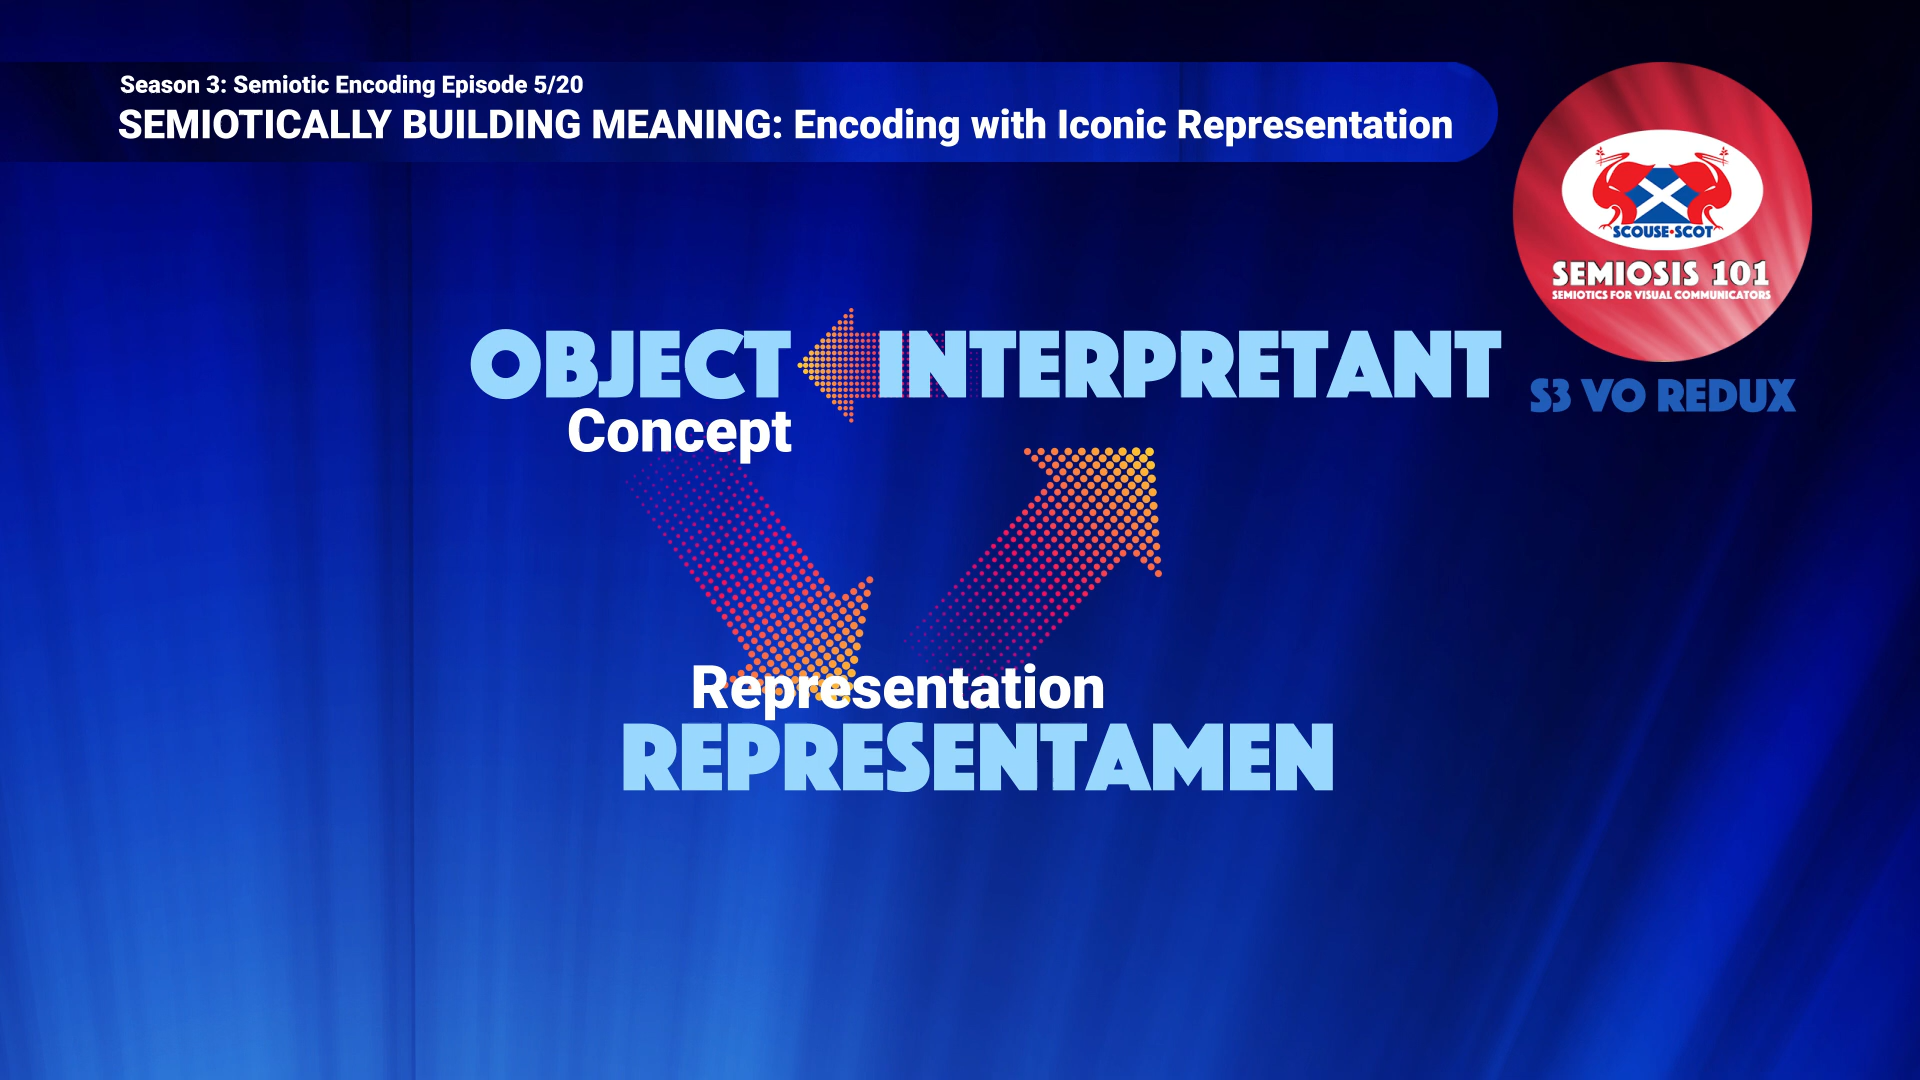 Season 3: Semiotic Encoding Episode 5/20
SEMIOTICALLY BUILDING MEANING: Encoding with Iconic Representation
SCOUSE•SCOT
SEMIOSIS 101
SEMIOTICS FOR VISUAL COMMUNICATORS
S3 VO REDUX
OBJECT INTERPRETANT
Concept
Representation
REPRESENTAMEN